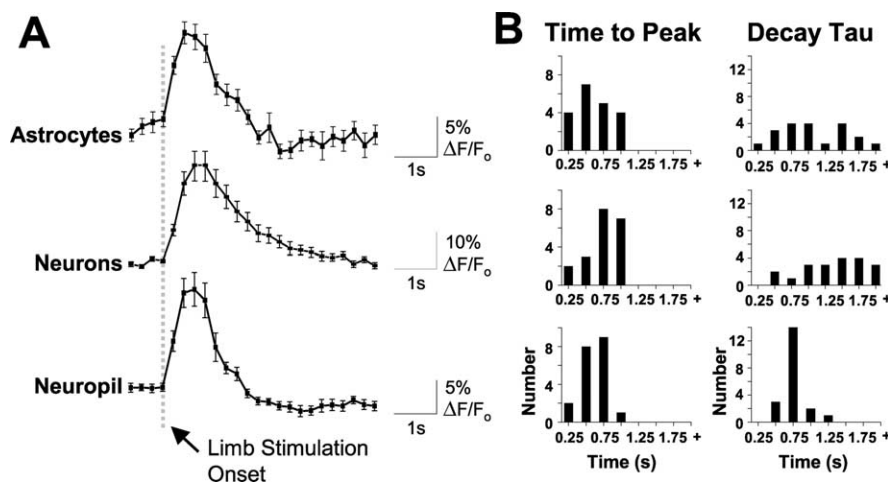 A
Astrocytes
5%
ΔF/Fo
1s
Neurons
10%
ΔF/Fo
1s
Neuropil
5%
ΔF/Fo
1s
Limb Stimulation
Onset
B
Time to Peak
Decay Tau
8
4
0
0.25 0.75 1.25 1.75 +
12
8
4
0
0.25 0.75 1.25 1.75 +
8
4
0
0.25 0.75 1.25 1.75 +
12
8
4
0
0.25 0.75 1.25 1.75 +
Number
8
4
0
0.25 0.75 1.25 1.75 +
Time (s)
Number
12
8
4
0
0.25 0.75 1.25 1.75 +
Time (s)